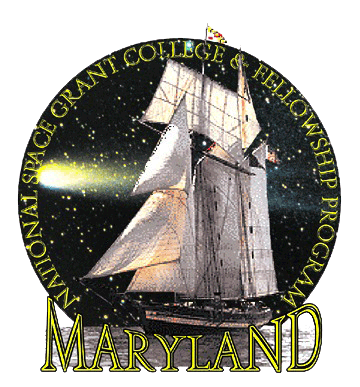 NATIONAL SPACE GRANT COLLEGE & FELLOWSHIP PROGRAM
MARYLAND